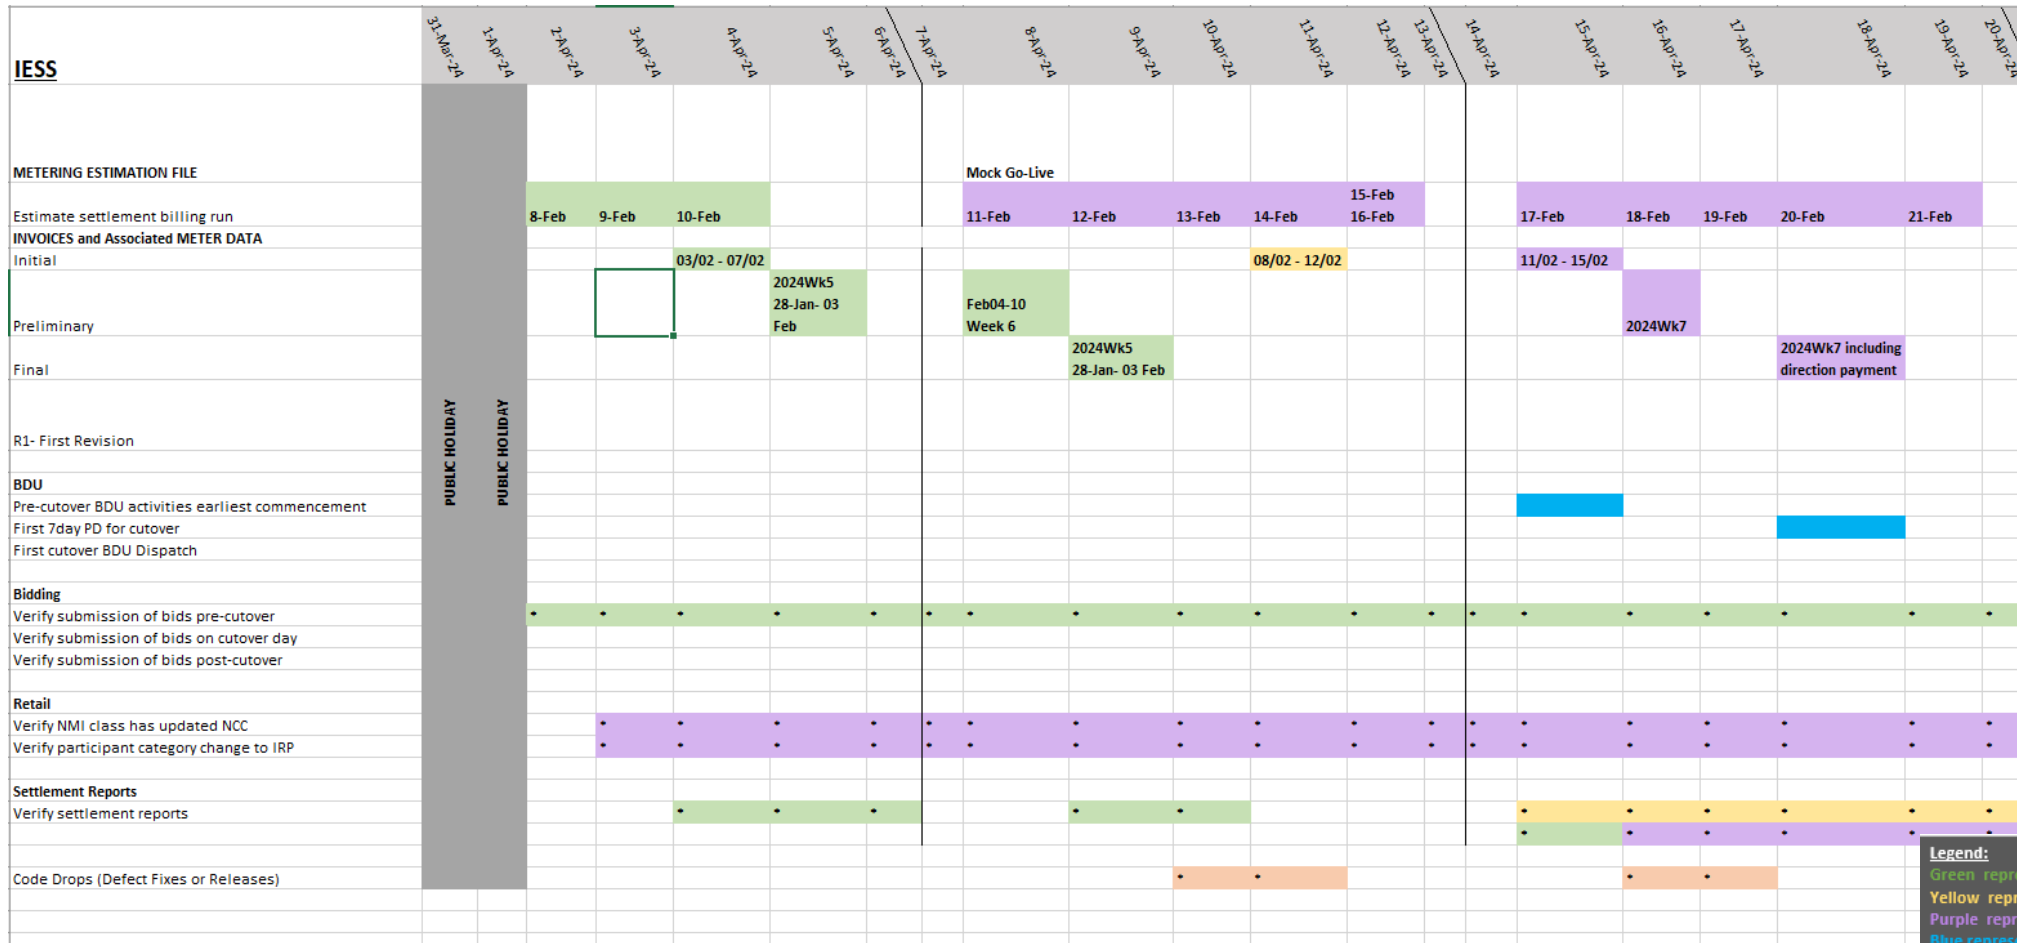 31-Mar-24 1-Apr-24 2-Apr-24 3-Apr-24 4-Apr-24 5-Apr-24 6-Apr-24 7-Apr-24 8-Apr-24 9-Apr-24 10-Apr-24 11-Apr-24 12-Apr-24 13-Apr-24 14-Apr-24 15-Apr-24 16-Apr-24 17-Apr-24 18-Apr-24 19-Apr-24 20-Apr-24
IESS
PUBLIC HOLIDAY
PUBLIC HOLIDAY
METERING ESTIMATION FILE Mock Go-Live
15-Feb
Estimate settlement billing run 8-Feb 9-Feb 10-Feb 11-Feb 12-Feb 13-Feb 14-Feb 16-Feb 17-Feb 18-Feb 19-Feb 20-Feb 21-Feb
INVOICES and Associated METER DATA
Initial 03/02 - 07/02 08/02 - 12/02 11/02 - 15/02
2024Wk5
28-Jan- 03 Feb04-10
Preliminary Feb Week 6 2024Wk7
2024Wk5 2024Wk7 including
Final 28-Jan- 03 Feb direction payment
R1- First Revision
BDU
Pre-cutover BDU activities earliest commencement
First 7day PD for cutover
First cutover BDU Dispatch
Bidding
Verify submission of bids pre-cutover * * * * * * * * * * * * * * * * * * *
Verify submission of bids on cutover day
Verify submission of bids post-cutover
Retail
Verify NMI class has updated NCC * * * * * * * * * * * * * * * * * *
Verify participant category change to IRP * * * * * * * * * * * * * * * * * *
Settlement Reports
Verify settlement reports * * * * * * * * * * *
* * * * * *
Legend:
Code Drops (Defect Fixes or Releases) * * * *
Green
Yellow
Purple
Blue